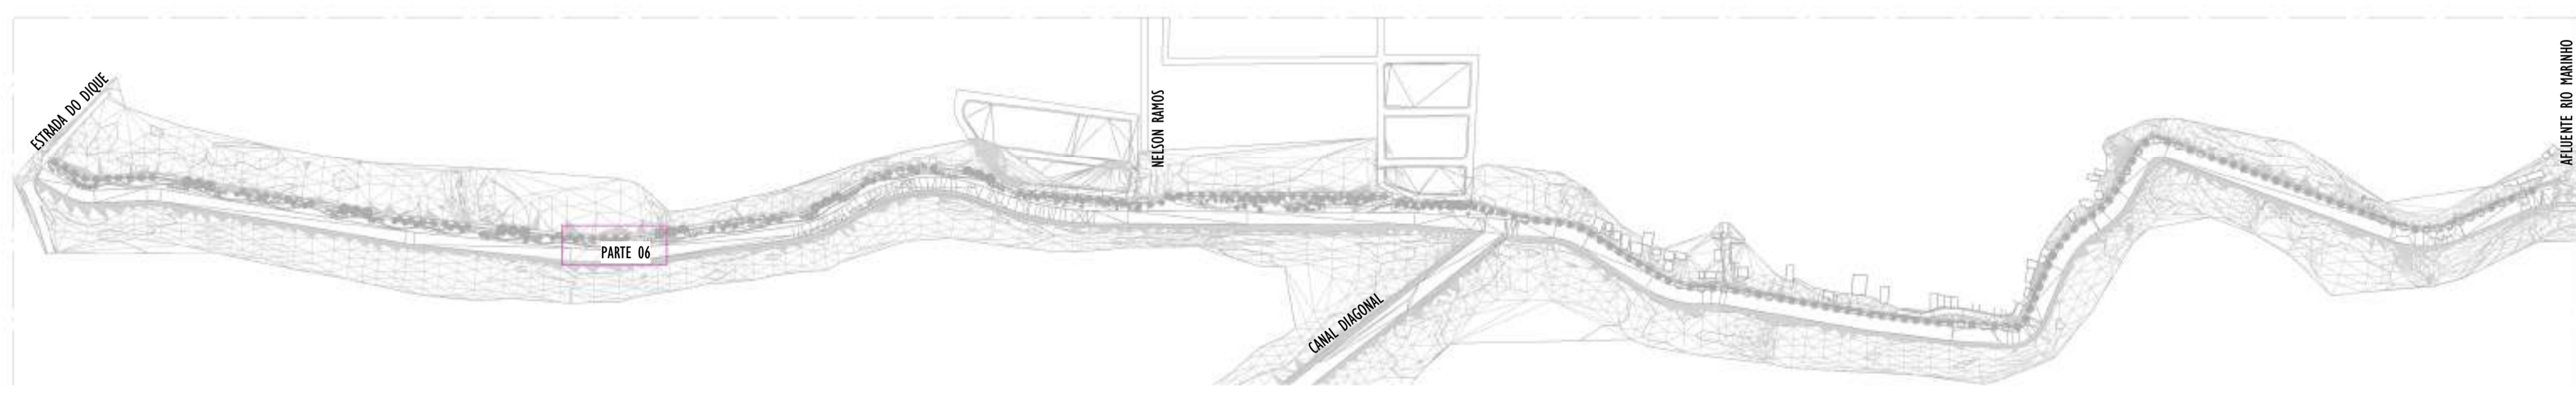 ESTRADA DO DIQUE
PARTE 06
NELSON RAMOS
CANAL DIAGONAL
AFLUENTE RIO MARINHO